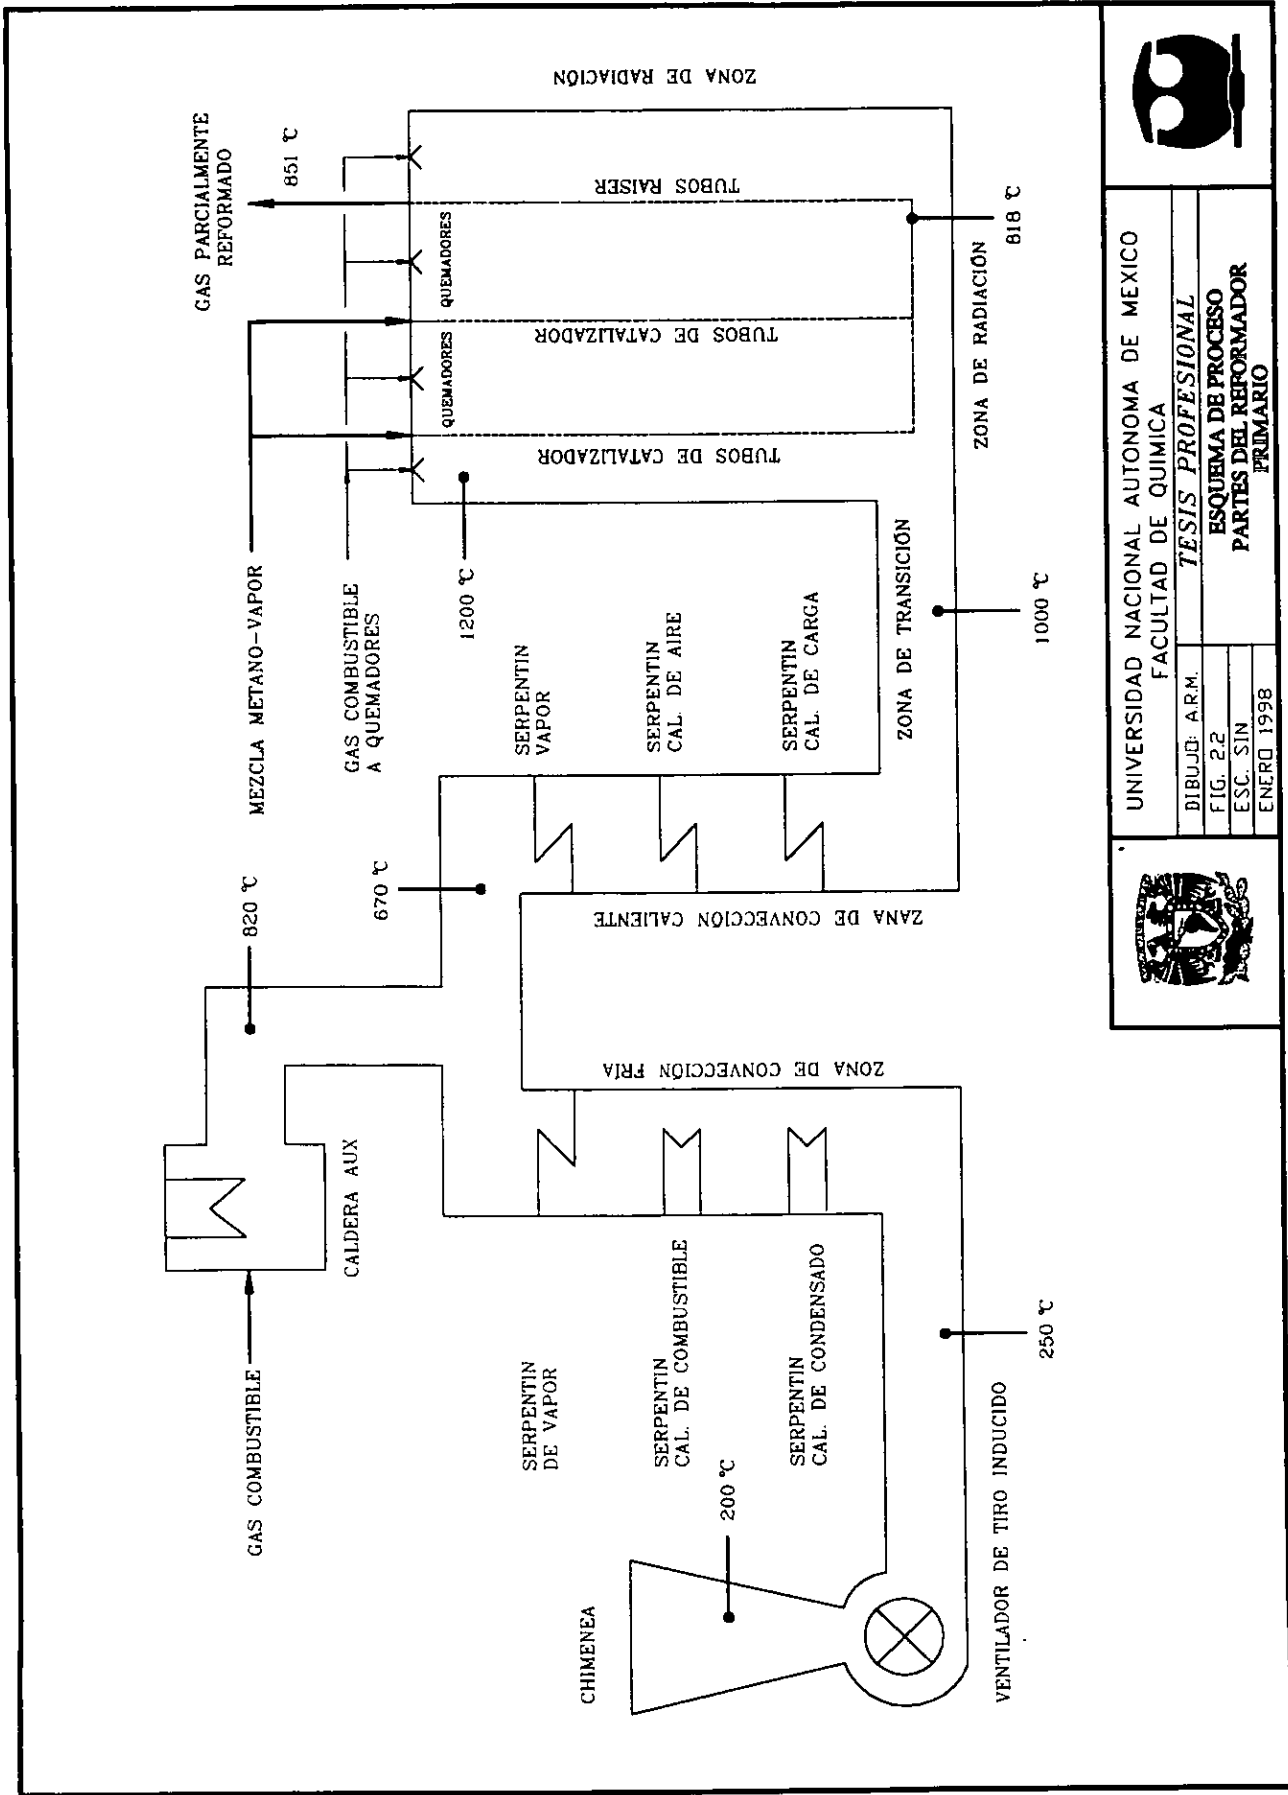 GAS COMBUSTIBLE
820 ℃
MEZCLA METANO-VAPOR
GAS PARCIALMENTE
REFORMADO
851 ℃
CALDERA AUX
670 ℃
GAS COMBUSTIBLE
A QUEMADORES
1200 ℃
QUEMADORES
QUEMADORES
TUBOS DE CATALIZADOR
TUBOS DE CATALIZADOR
TUBOS RAISER
ZONA DE RADIACIÓN
SERPENTIN
VAPOR
SERPENTIN
CAL. DE AIRE
SERPENTIN
CAL. DE CARGA
ZANA DE CONVECCIÓN CALIENTE
ZONA DE CONVECCIÓN FRÍA
SERPENTIN
DE VAPOR
SERPENTIN
CAL. DE COMBUSTIBLE
SERPENTIN
CAL. DE CONDENSADO
CHIMENEA
200 ℃
VENTILADOR DE TIRO INDUCIDO
250 ℃
ZONA DE TRANSICIÓN
1000 ℃
ZONA DE RADIACIÓN
818 ℃
UNIVERSIDAD NACIONAL AUTONOMA DE MEXICO
FACULTAD DE QUIMICA
DIBUJO: A.R.M.
FIG. 2.2
ESC. SIN
ENERO 1998
TESIS PROFESIONAL
ESQUEMA DE PROCESO
PARTES DEL REFORMADOR
PRIMARIO